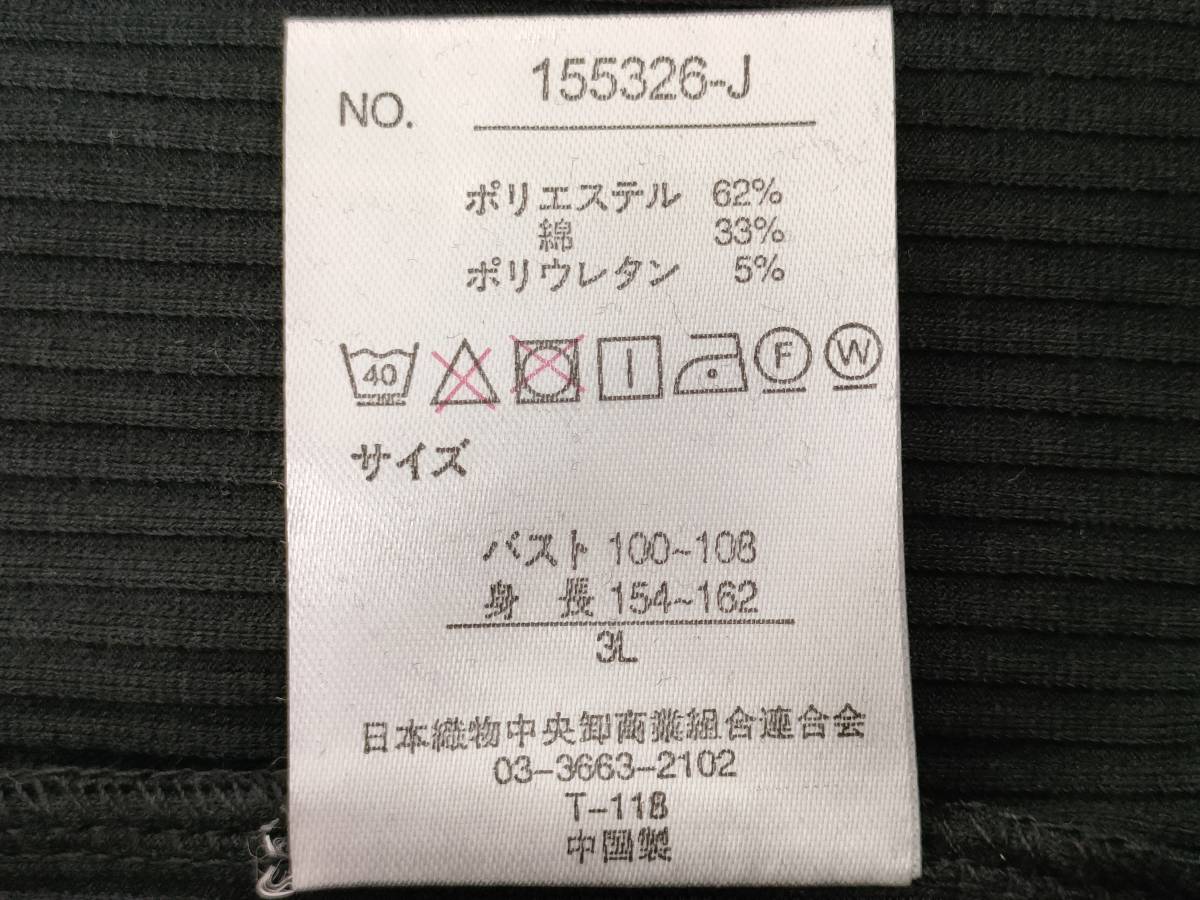 NO. 155326-J
ポリエステル 62%
綿 33%
ポリウレタン 5%
40 F W
サイズ
バスト 100~108
身 長 154~162
3L
日本織物中央卸商業組合連合会
03-3663-2102
T-118
中国製